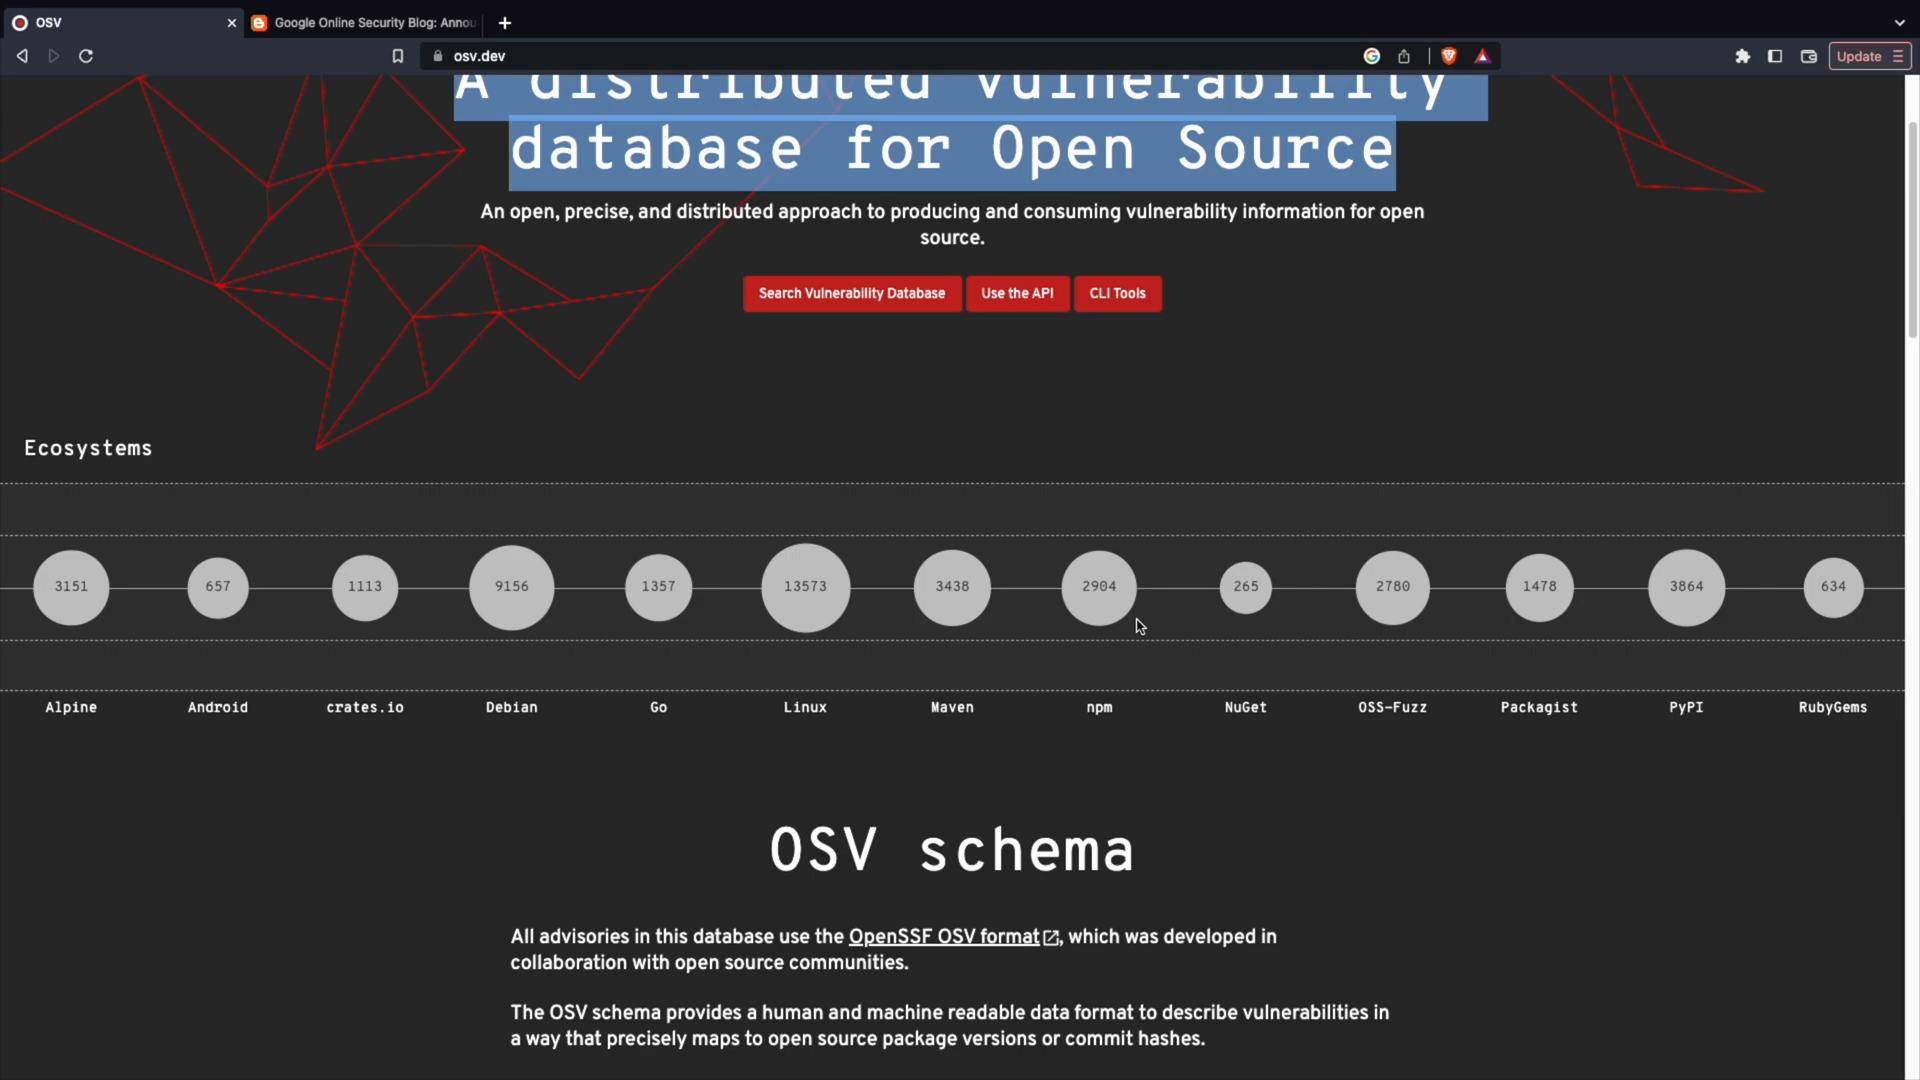 OSV
Google Online Security Blog: Annou
osv.dev
Update
A distributed vulnerability
database for Open Source
An open, precise, and distributed approach to producing and consuming vulnerability information for open
source.
Search Vulnerability Database
Use the API
CLI Tools
Ecosystems
3151
657
1113
9156
1357
13573
3438
2904
265
2780
1478
3864
634
Alpine
Android
crates.io
Debian
Go
Linux
Maven
npm
NuGet
OSS-Fuzz
Packagist
PyPI
RubyGems
OSV schema
All advisories in this database use the OpenSSF OSV format, which was developed in
collaboration with open source communities.
The OSV schema provides a human and machine readable data format to describe vulnerabilities in
a way that precisely maps to open source package versions or commit hashes.